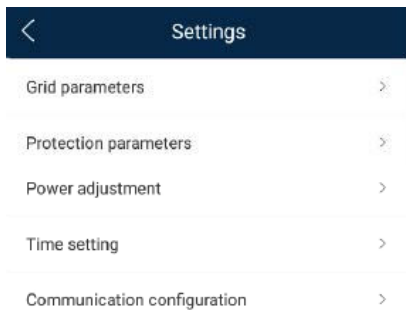 Settings
Grid parameters
Protection parameters
Power adjustment
Time setting
Communication configuration